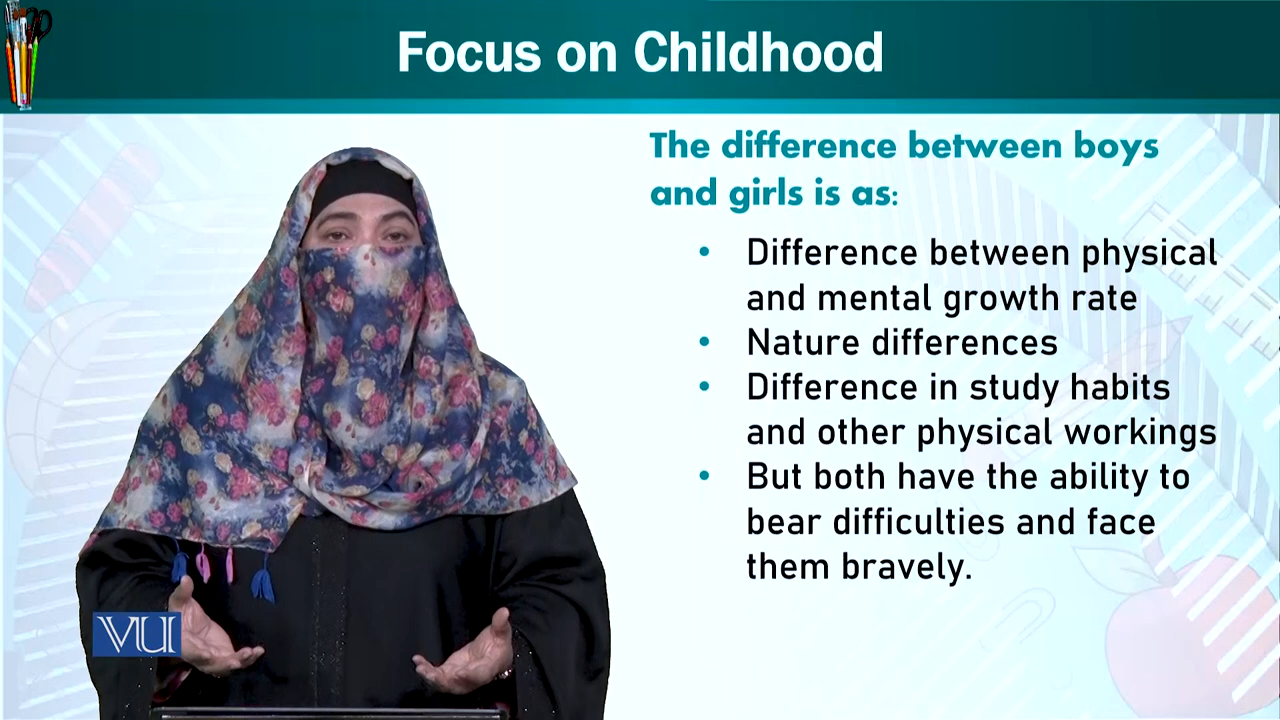 Focus on Childhood
The difference between boys
and girls is as:
• Difference between physical
and mental growth rate
• Nature differences
• Difference in study habits
and other physical workings
• But both have the ability to
bear difficulties and face
them bravely.
VU